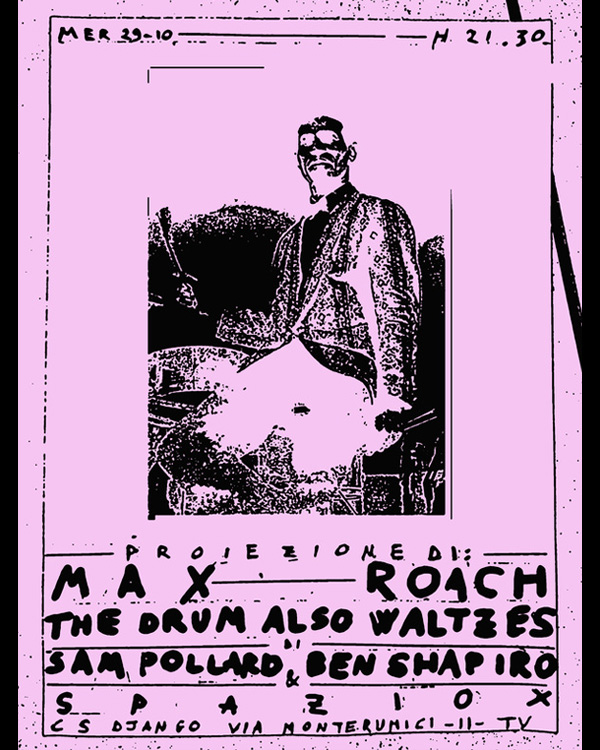 MER 29-10 H 21.30
PROIEZIONE DI:
MAX ROACH
THE DRUM ALSO WALTZES
DI
SAM POLLARD & BEN SHAPIRO
SPAZIO X
CS DJANGO VIA MONTERUMICI -11- TV